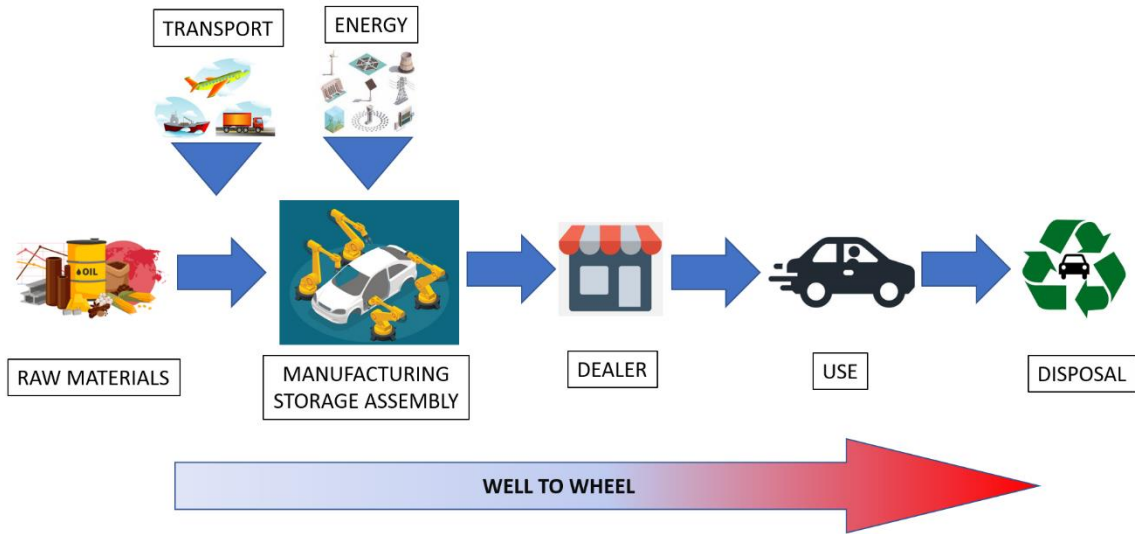 TRANSPORT
ENERGY
OIL
RAW MATERIALS
MANUFACTURING
STORAGE ASSEMBLY
DEALER
USE
DISPOSAL
WELL TO WHEEL